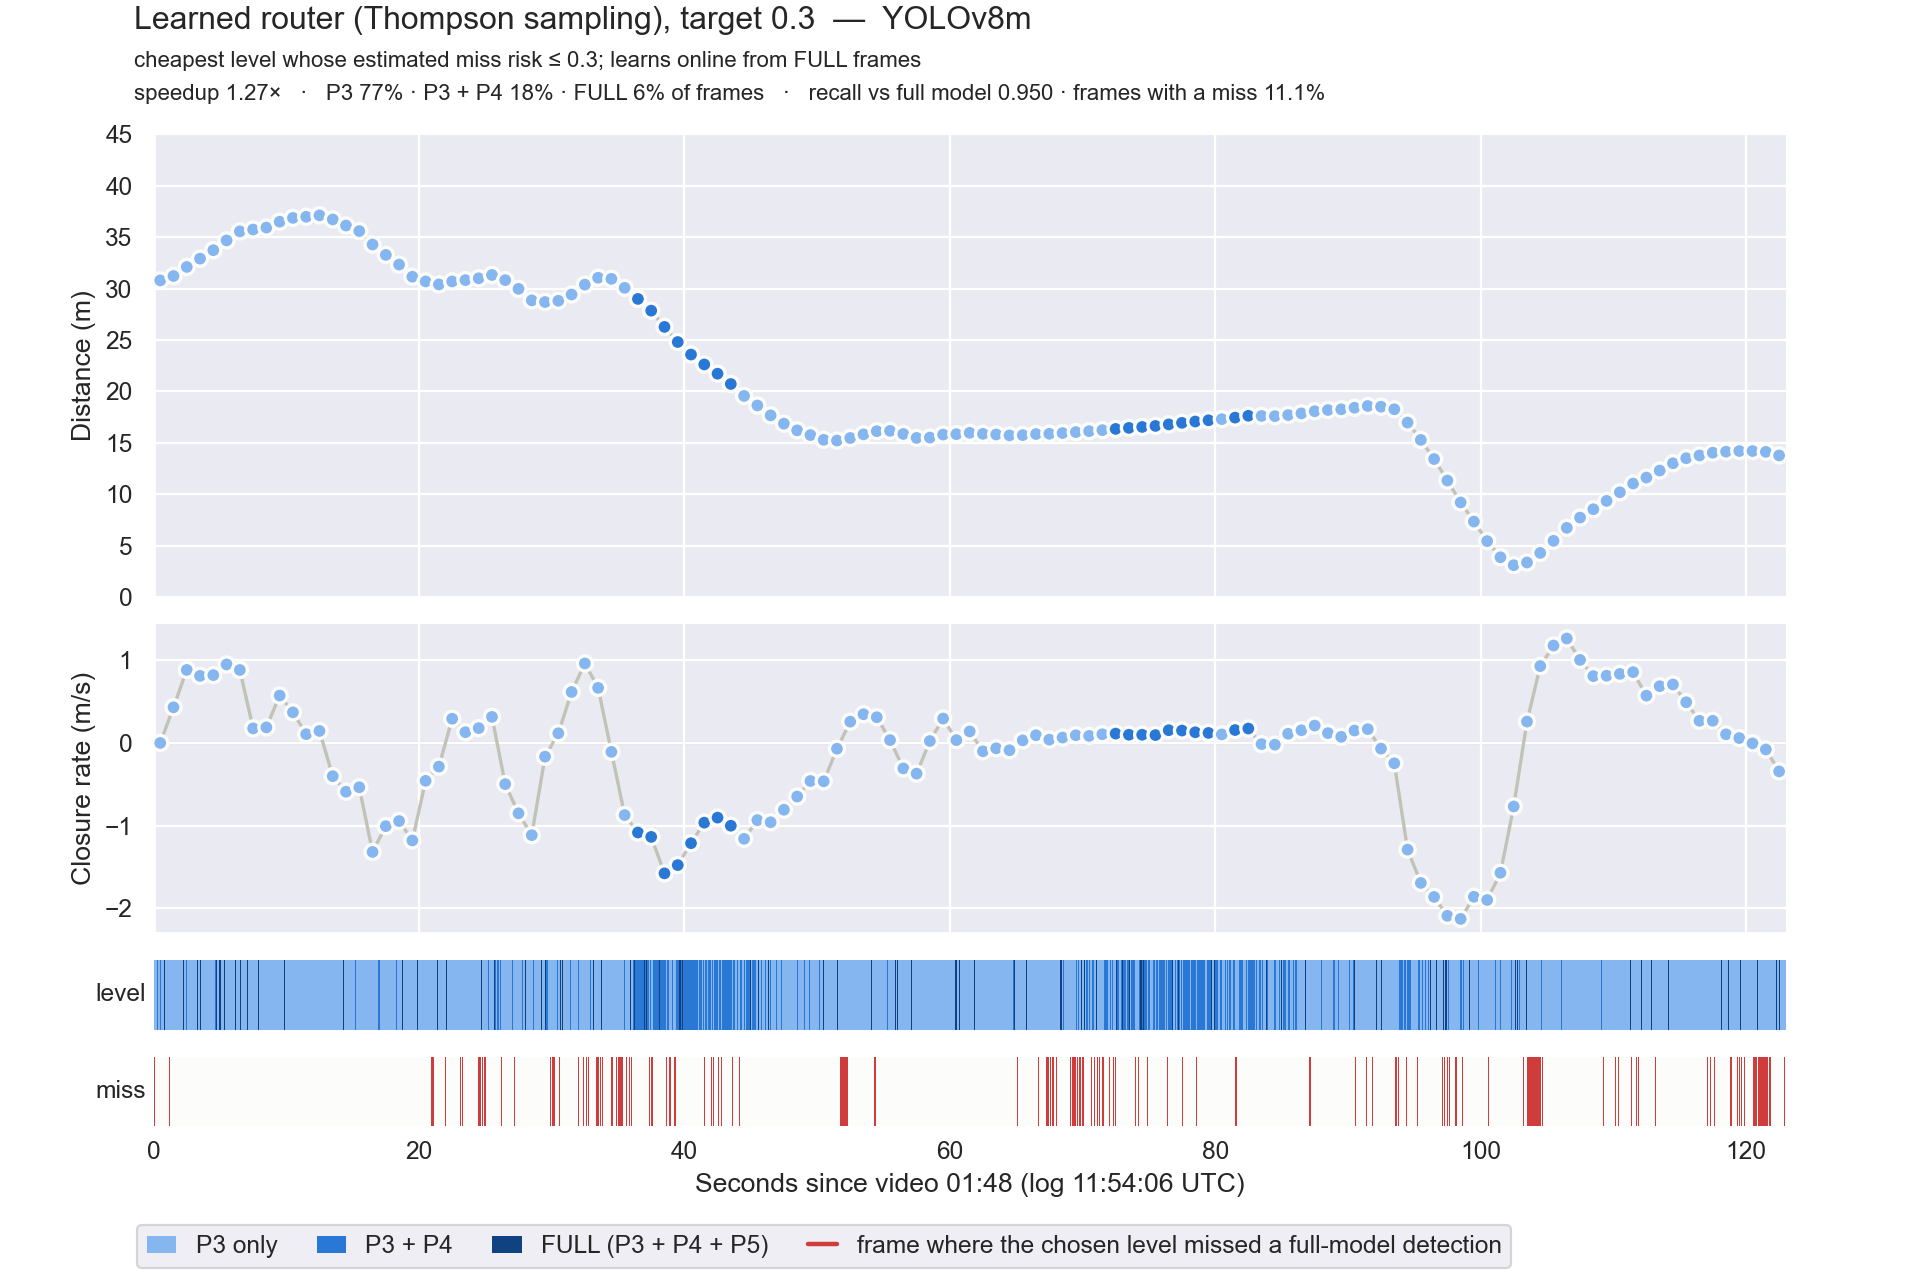 Learned router (Thompson sampling), target 0.3 — YOLOv8m
cheapest level whose estimated miss risk ≤ 0.3; learns online from FULL frames
speedup 1.27× · P3 77% · P3 + P4 18% · FULL 6% of frames · recall vs full model 0.950 · frames with a miss 11.1%
45
40
35
30
25
20
15
10
5
0
Distance (m)
1
0
−1
−2
Closure rate (m/s)
level
miss
0 20 40 60 80 100 120
Seconds since video 01:48 (log 11:54:06 UTC)
P3 only P3 + P4 FULL (P3 + P4 + P5) frame where the chosen level missed a full-model detection